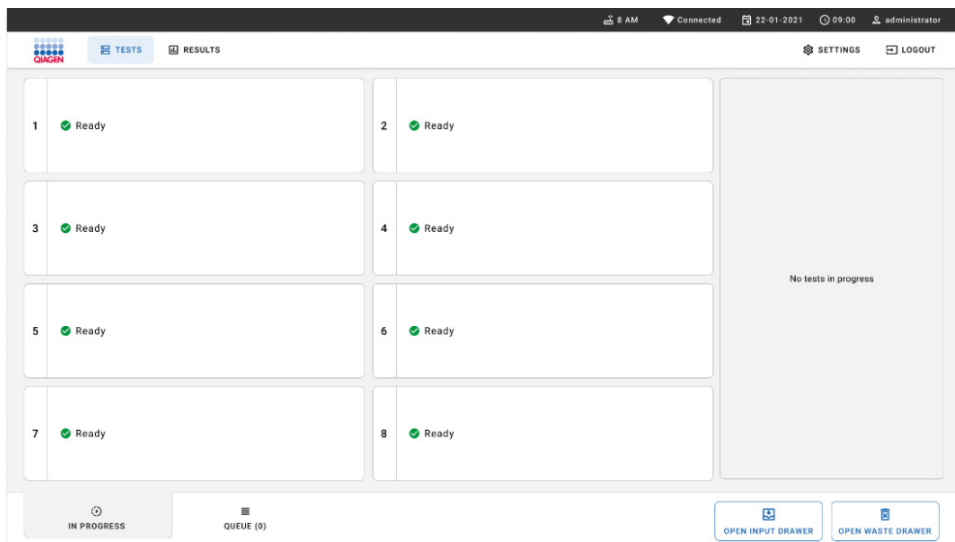 8 AM Connected 22-01-2021 09:00 administrator
QIAGEN TESTS RESULTS SETTINGS LOGOUT
1 Ready 2 Ready
3 Ready 4 Ready
No tests in progress
5 Ready 6 Ready
7 Ready 8 Ready
IN PROGRESS QUEUE (0) OPEN INPUT DRAWER OPEN WASTE DRAWER